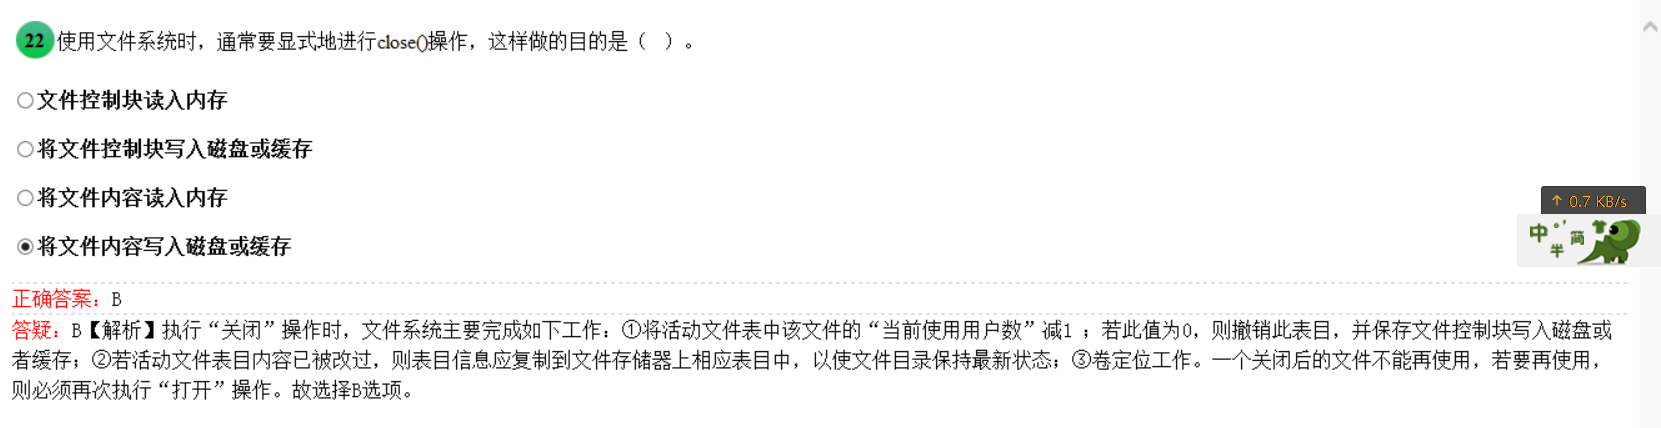 22 使用文件系统时，通常要显式地进行close()操作，这样做的目的是（　）。
文件控制块读入内存
将文件控制块写入磁盘或缓存
将文件内容读入内存
将文件内容写入磁盘或缓存
↑ 0.7 KB/s
中 °’ 简
半
正确答案：B
答疑：B【解析】执行“关闭”操作时，文件系统主要完成如下工作：①将活动文件表中该文件的“当前使用用户数”减1 ；若此值为0，则撤销此表目，并保存文件控制块写入磁盘或
者缓存；②若活动文件表目内容已被改过，则表目信息应复制到文件存储器上相应表目中，以使文件目录保持最新状态；③卷定位工作。一个关闭后的文件不能再使用，若要再使用，
则必须再次执行“打开”操作。故选择B选项。